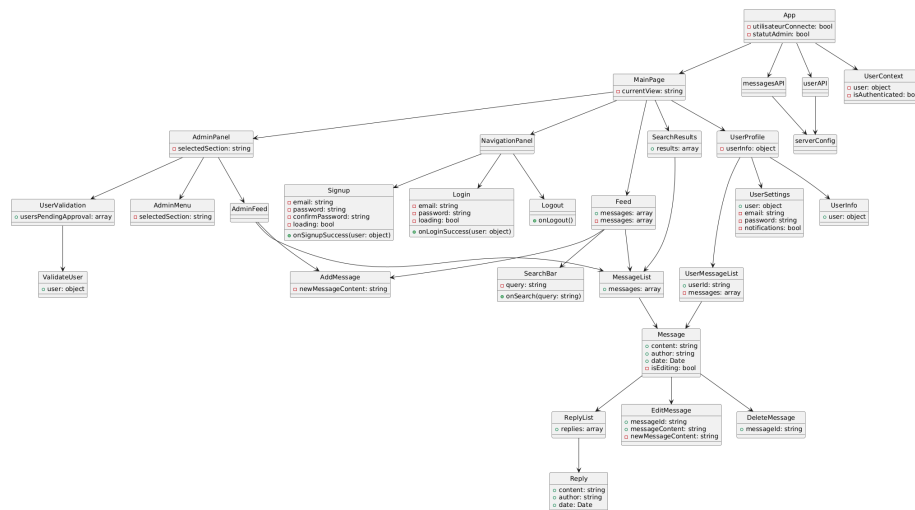 App
utilisateurConnecte: bool
statutAdmin: bool
MainPage
currentView: string
messagesAPI
userAPI
UserContext
user: object
isAuthenticated: bo
AdminPanel
selectedSection: string
NavigationPanel
SearchResults
results: array
UserProfile
userInfo: object
serverConfig
UserValidation
usersPendingApproval: array
AdminMenu
selectedSection: string
AdminFeed
Signup
email: string
password: string
confirmPassword: string
loading: bool
onSignupSuccess(user: object)
Login
email: string
password: string
loading: bool
onLoginSuccess(user: object)
Logout
onLogout()
Feed
messages: array
messages: array
UserSettings
user: object
email: string
password: string
notifications: bool
UserInfo
user: object
ValidateUser
user: object
AddMessage
newMessageContent: string
SearchBar
query: string
onSearch(query: string)
MessageList
messages: array
UserMessageList
userId: string
messages: array
Message
content: string
author: string
date: Date
isEditing: bool
ReplyList
replies: array
EditMessage
messageId: string
messageContent: string
newMessageContent: string
DeleteMessage
messageId: string
Reply
content: string
author: string
date: Date